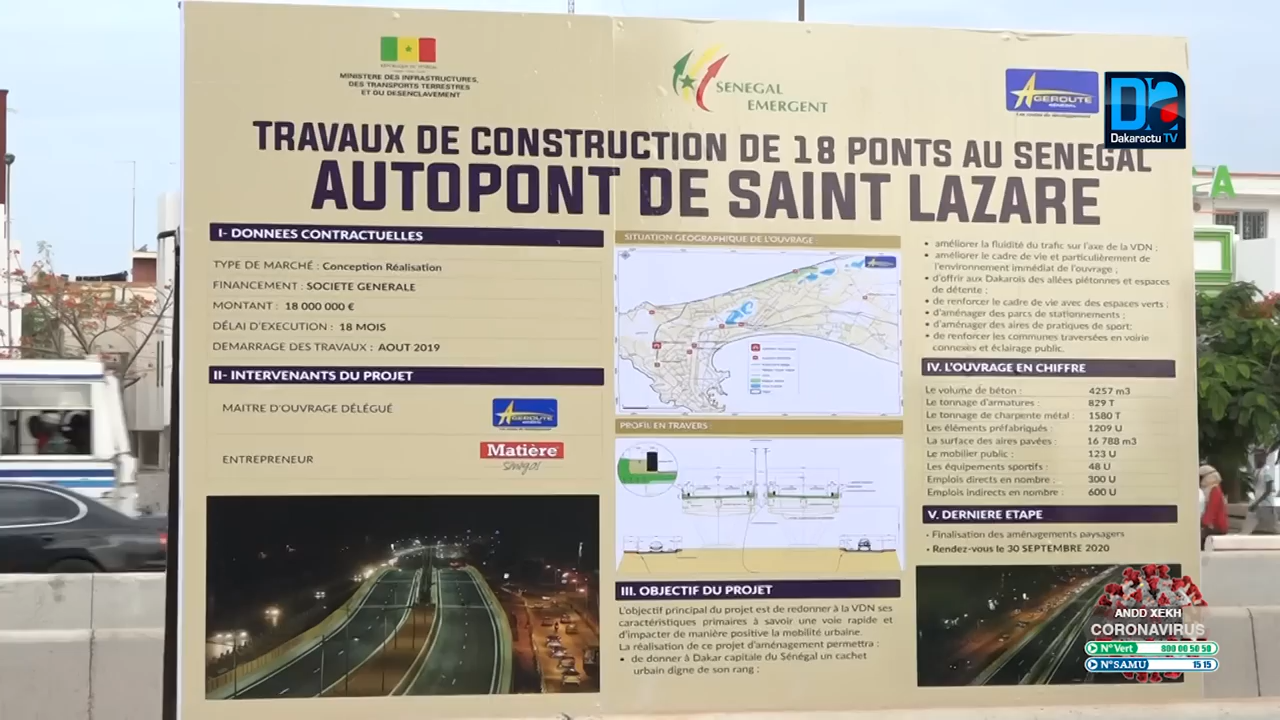 REPUBLIQUE DU SENEGAL
MINISTERE DES INFRASTRUCTURES,
DES TRANSPORTS TERRESTRES
ET DU DESENCLAVEMENT
SENEGAL
EMERGENT
AGEROUTE
SENEGAL
Dakaractu TV
TRAVAUX DE CONSTRUCTION DE 18 PONTS AU SENEGAL
AUTOPONT DE SAINT LAZARE
I- DONNEES CONTRACTUELLES
TYPE DE MARCHÉ : Conception Réalisation
FINANCEMENT : SOCIETE GENERALE
MONTANT : 18 000 000 €
DÉLAI D'EXECUTION : 18 MOIS
DEMARRAGE DES TRAVAUX : AOUT 2019
II- INTERVENANTS DU PROJET
MAITRE D'OUVRAGE DÉLÉGUÉ
AGEROUTE
ENTREPRENEUR
Matière
Sénégal
SITUATION GEOGRAPHIQUE DE L'OUVRAGE :
PROFIL EN TRAVERS :
III. OBJECTIF DU PROJET
L'objectif principal du projet est de redonner à la VDN ses
caractéristiques primaires à savoir une voie rapide et
d'impacter de manière positive la mobilité urbaine.
La réalisation de ce projet d'aménagement permettra :
• de donner à Dakar capitale du Sénégal un cachet
urbain digne de son rang ;
• améliorer la fluidité du trafic sur l'axe de la VDN ;
• améliorer le cadre de vie et particulièrement de
l'environnement immédiat de l'ouvrage ;
• d'offrir aux Dakarois des allées piétonnes et espaces
de détente ;
• de renforcer le cadre de vie avec des espaces verts ;
• d'aménager des parcs de stationnements ;
• d'aménager des aires de pratiques de sport;
• de renforcer les communes traversées en voirie
connexes et éclairage public.
IV. L'OUVRAGE EN CHIFFRE
Le volume de béton : 4257 m3
Le tonnage d'armatures : 829 T
Le tonnage de charpente métal : 1580 T
Les éléments préfabriqués : 1209 U
La surface des aires pavées : 16 788 m3
Le mobilier public : 123 U
Les équipements sportifs : 48 U
Emplois directs en nombre : 300 U
Emplois indirects en nombre : 600 U
V. DERNIERE ETAPE
• Finalisation des aménagements paysagers
• Rendez-vous le 30 SEPTEMBRE 2020
ANDD XEKH
CORONAVIRUS
N° Vert 800 00 50 50
N° SAMU 15 15